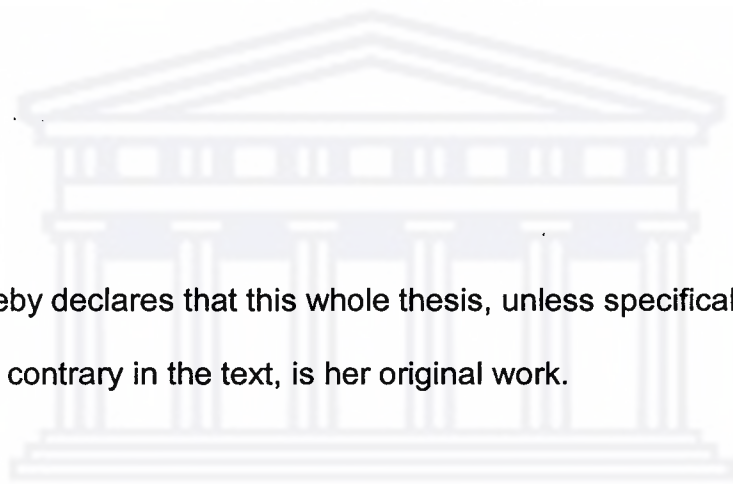 eby declares that this whole thesis, unless specifical
contrary in the text, is her original work.